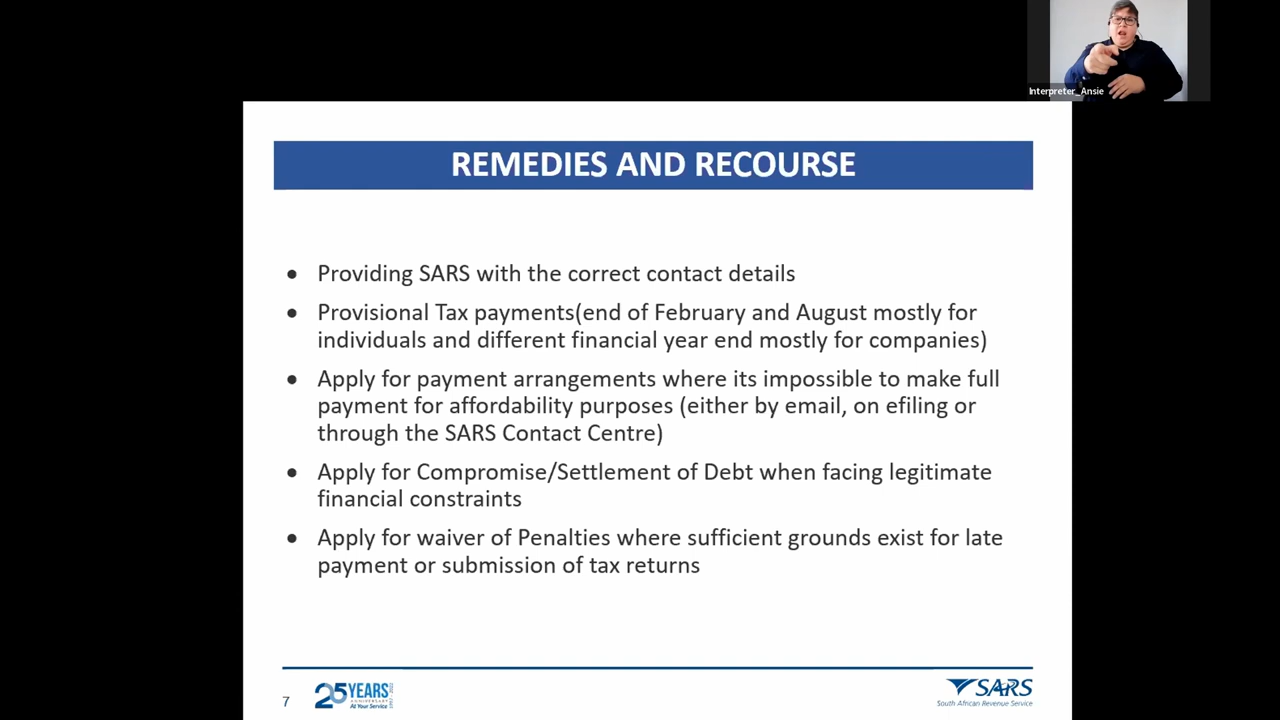 Interpreter_Ansie
REMEDIES AND RECOURSE
● Providing SARS with the correct contact details
● Provisional Tax payments(end of February and August mostly for
individuals and different financial year end mostly for companies)
● Apply for payment arrangements where its impossible to make full
payment for affordability purposes (either by email, on efiling or
through the SARS Contact Centre)
● Apply for Compromise/Settlement of Debt when facing legitimate
financial constraints
● Apply for waiver of Penalties where sufficient grounds exist for late
payment or submission of tax returns
7
25 YEARS
ANNIVERSARY
At Your Service
SARS
South African Revenue Service